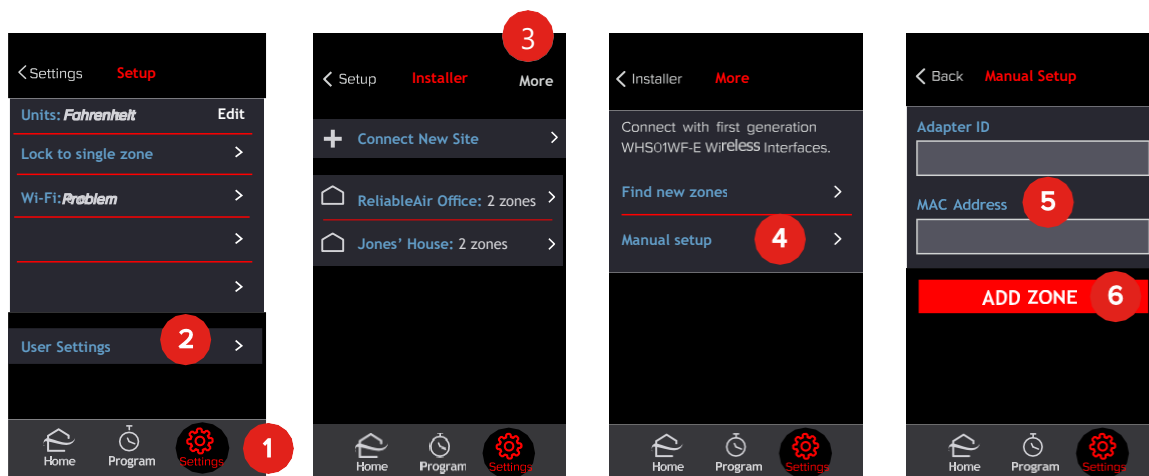 < Settings Setup
Units: Fahrenheit Edit
Lock to single zone >
Wi-Fi: Problem >
>
>
User Settings 2 >
Home Program Settings 1
3
< Setup Installer More
+ Connect New Site >
ReliableAir Office: 2 zones >
Jones' House: 2 zones >
Home Program Settings
< Installer More
Connect with first generation
WHS01WF-E Wireless Interfaces.
Find new zones >
Manual setup 4 >
Home Program Settings
< Back Manual Setup
Adapter ID
MAC Address 5
ADD ZONE 6
Home Program Settings